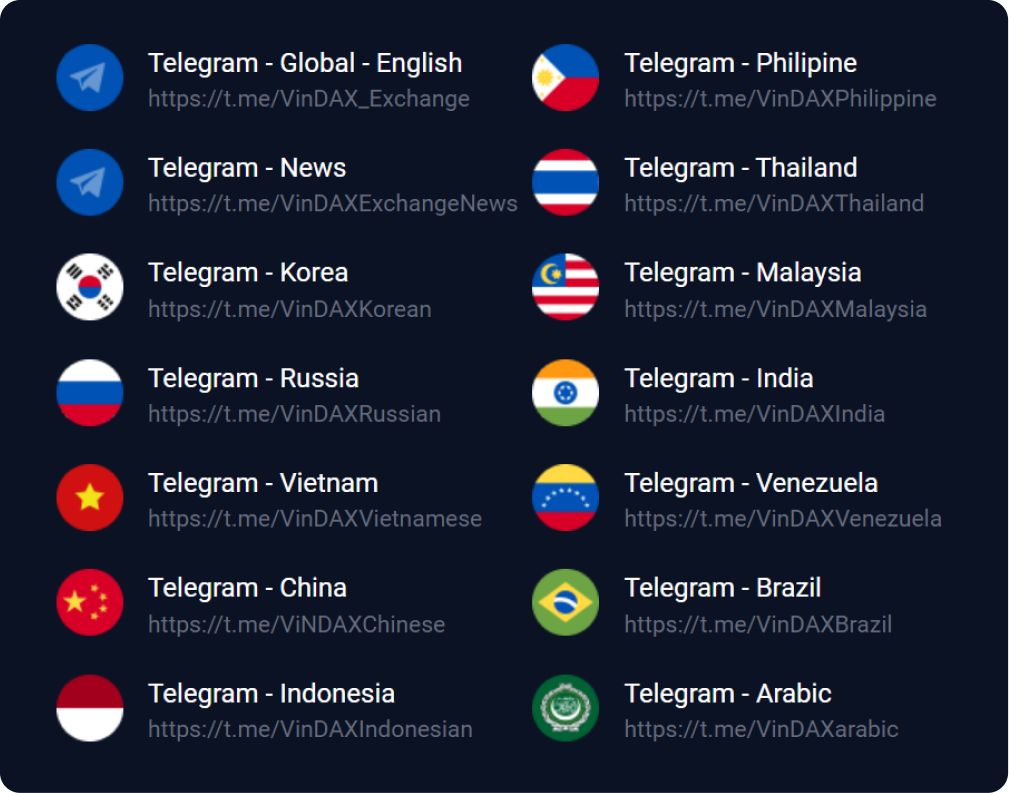 Telegram - Global - English
https://t.me/VinDAX_Exchange
Telegram - News
https://t.me/VinDAXExchangeNews
Telegram - Korea
https://t.me/VinDAXKorean
Telegram - Russia
https://t.me/VinDAXRussian
Telegram - Vietnam
https://t.me/VinDAXVietnamese
Telegram - China
https://t.me/ViNDAXChinese
Telegram - Indonesia
https://t.me/VinDAXIndonesian
Telegram - Philipine
https://t.me/VinDAXPhilippine
Telegram - Thailand
https://t.me/VinDAXThailand
Telegram - Malaysia
https://t.me/VinDAXMalaysia
Telegram - India
https://t.me/VinDAXIndia
Telegram - Venezuela
https://t.me/VinDAXVenezuela
Telegram - Brazil
https://t.me/VinDAXBrazil
Telegram - Arabic
https://t.me/VinDAXarabic